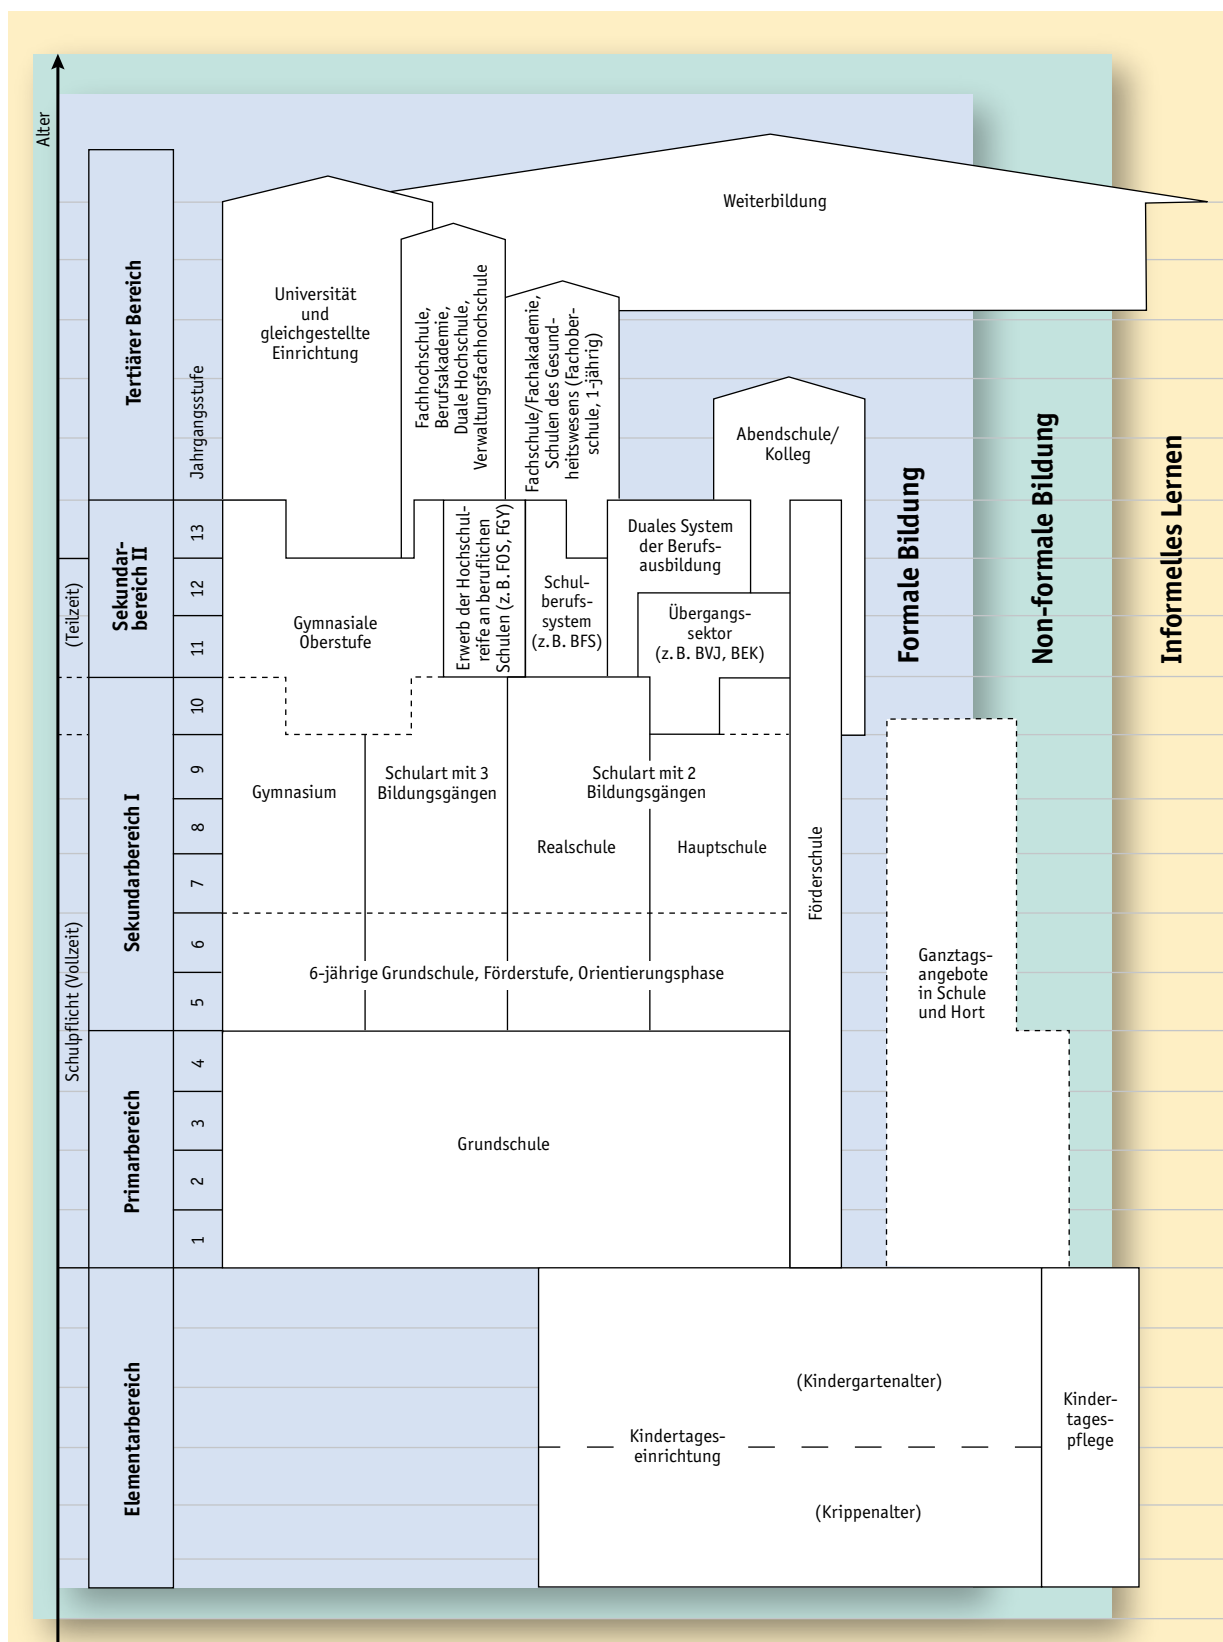 Alter
Weiterbildung
Tertiärer Bereich
Jahrgangsstufe
Universität
und
gleichgestellte
Einrichtung
Fachhochschule,
Berufsakademie,
Duale Hochschule,
Verwaltungsfachhochschule
Fachschule/Fachakademie,
Schulen des Gesund-
heitswesens (Fachober-
schule, 1-jährig)
Abendschule/
Kolleg
Formale Bildung
Non-formale Bildung
Informelles Lernen
(Teilzeit)
Sekundar-
bereich II
13
12
11
Gymnasiale
Oberstufe
Erwerb der Hochschul-
reife an beruflichen
Schulen (z. B. FOS, FGY)
Schul-
berufs-
system
(z. B. BFS)
Duales System
der Berufs-
ausbildung
Übergangs-
sektor
(z. B. BVJ, BEK)
Schulpflicht (Vollzeit)
Sekundarbereich I
10
9
8
7
6
5
Gymnasium
Schulart mit 3
Bildungsgängen
Schulart mit 2
Bildungsgängen
Realschule
Hauptschule
Förderschule
6-jährige Grundschule, Förderstufe, Orientierungsphase
Ganztags-
angebote
in Schule
und Hort
Primarbereich
4
3
2
1
Grundschule
Elementarbereich
(Kindergartenalter)
Kindertages-
einrichtung
(Krippenalter)
Kinder-
tages-
pflege